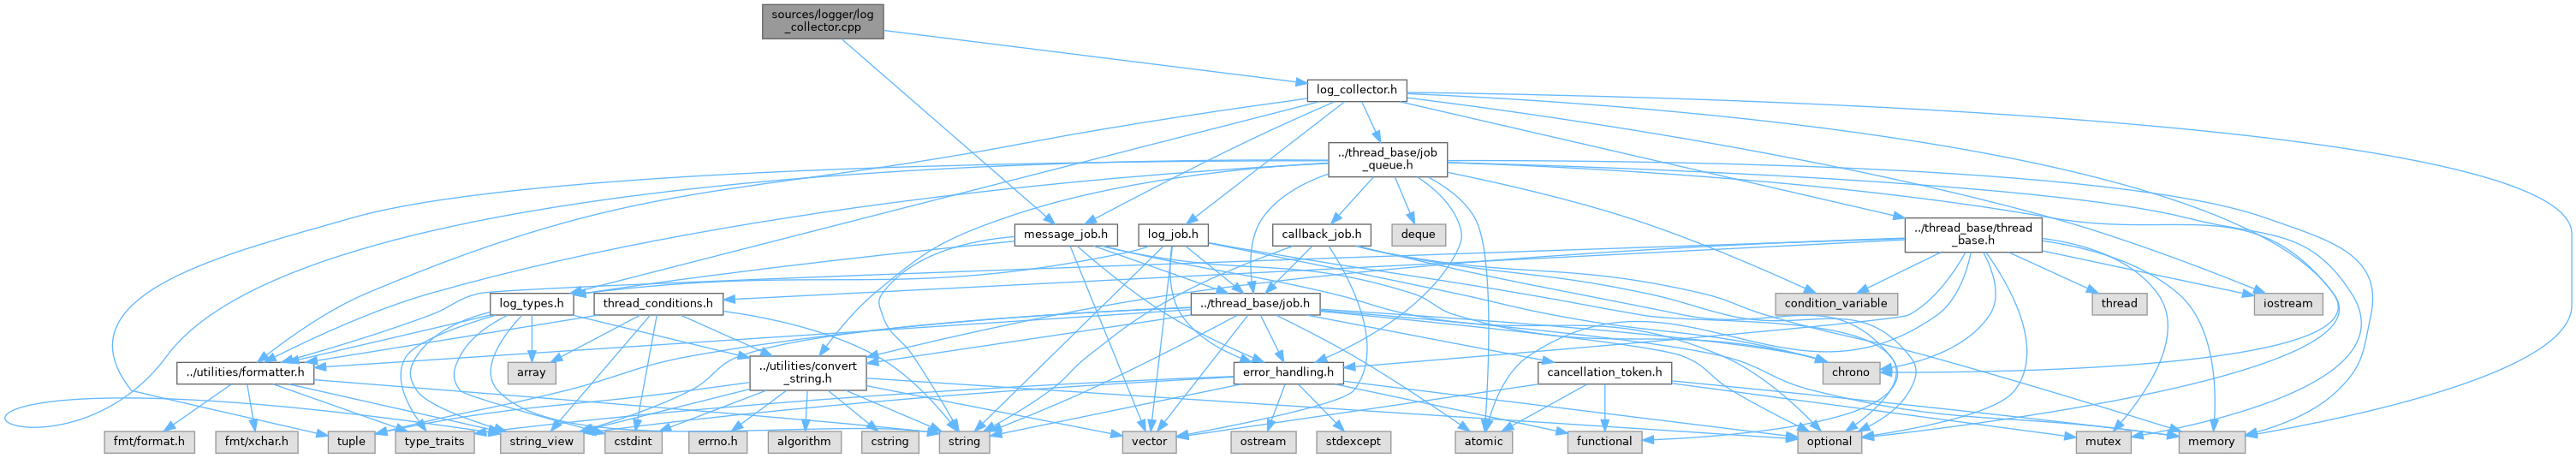 sources/logger/log
_collector.cpp
log_collector.h
../thread_base/job
_queue.h
message_job.h
log_job.h
callback_job.h
deque
../thread_base/thread
_base.h
log_types.h
thread_conditions.h
../thread_base/job.h
condition_variable
thread
iostream
../utilities/formatter.h
array
../utilities/convert
_string.h
error_handling.h
cancellation_token.h
chrono
fmt/format.h
fmt/xchar.h
tuple
type_traits
string_view
cstdint
errno.h
algorithm
cstring
string
vector
ostream
stdexcept
atomic
functional
optional
mutex
memory